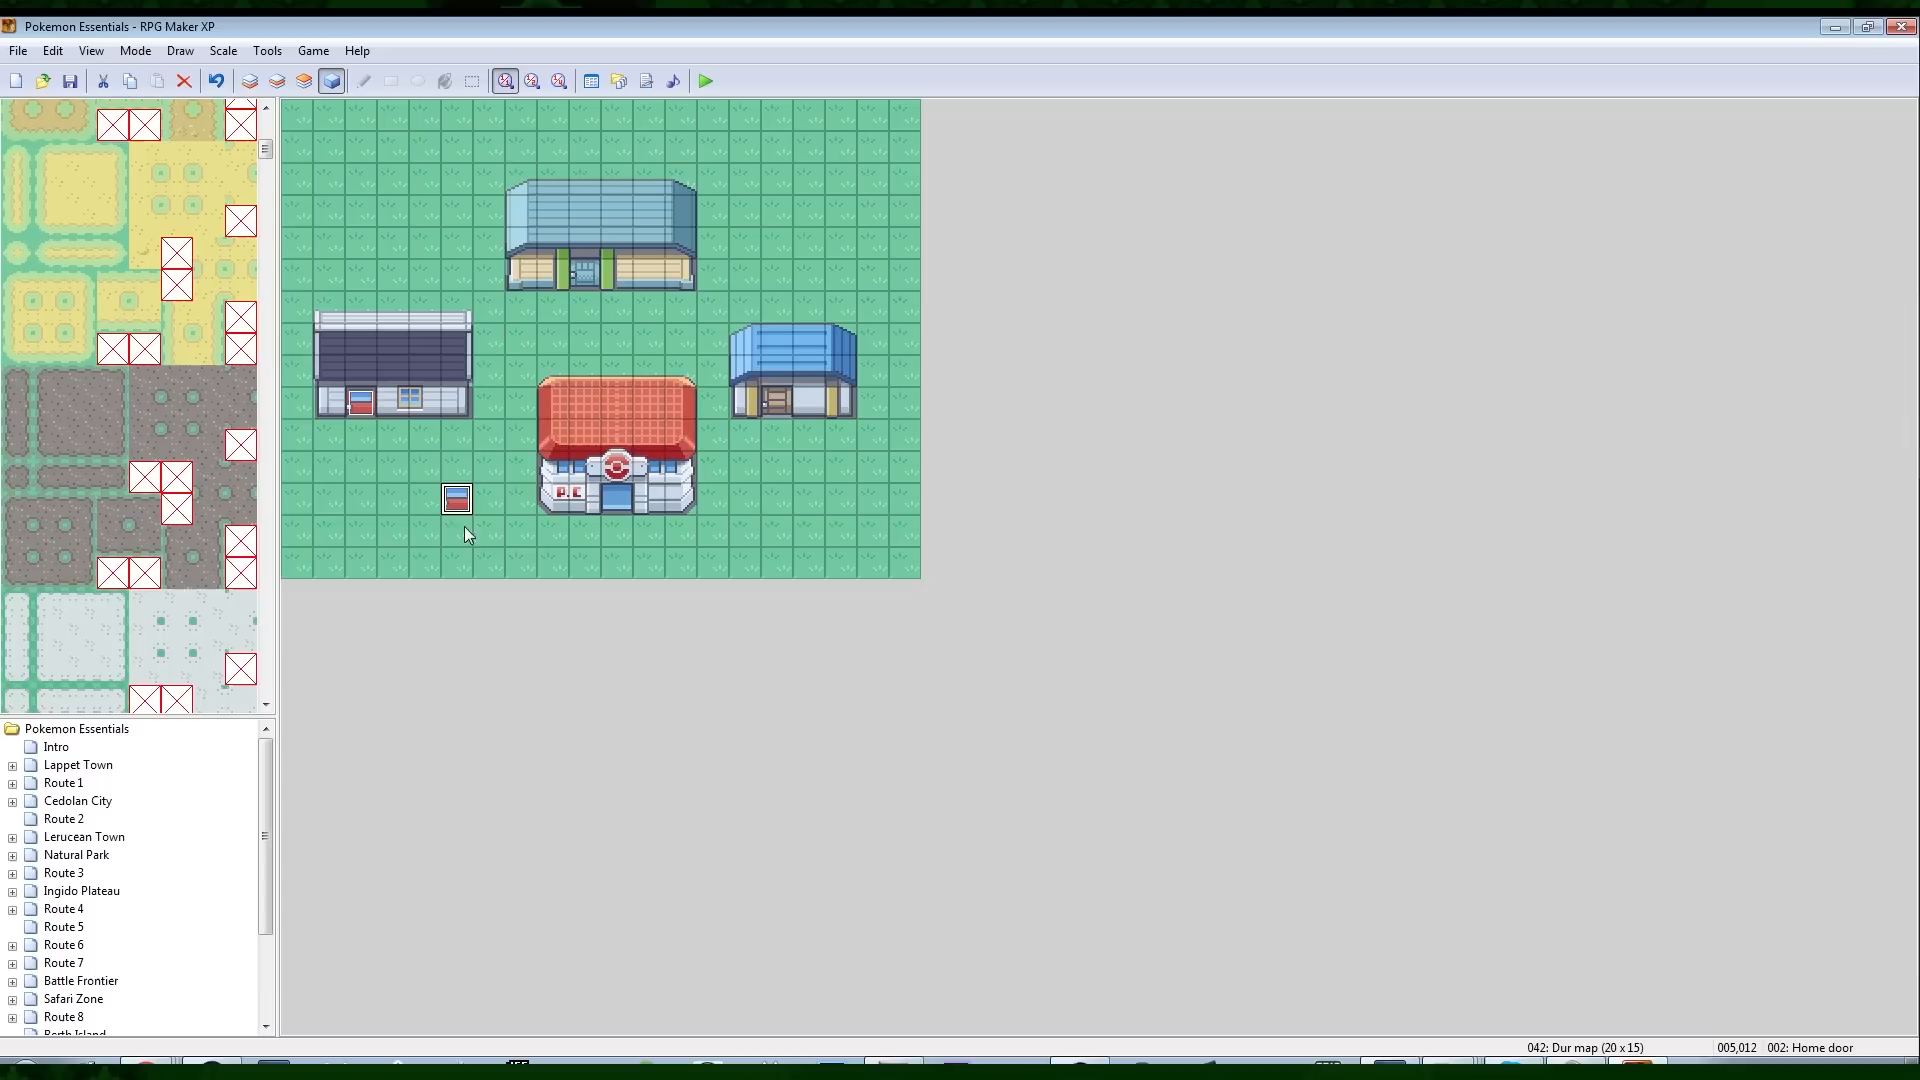 Pokemon Essentials - RPG Maker XP
File Edit View Mode Draw Scale Tools Game Help
P.C
Pokemon Essentials
Intro
Lappet Town
Route 1
Cedolan City
Route 2
Lerucean Town
Natural Park
Route 3
Ingido Plateau
Route 4
Route 5
Route 6
Route 7
Battle Frontier
Safari Zone
Route 8
Berth Island
042: Dur map (20 x 15) 005,012 002: Home door